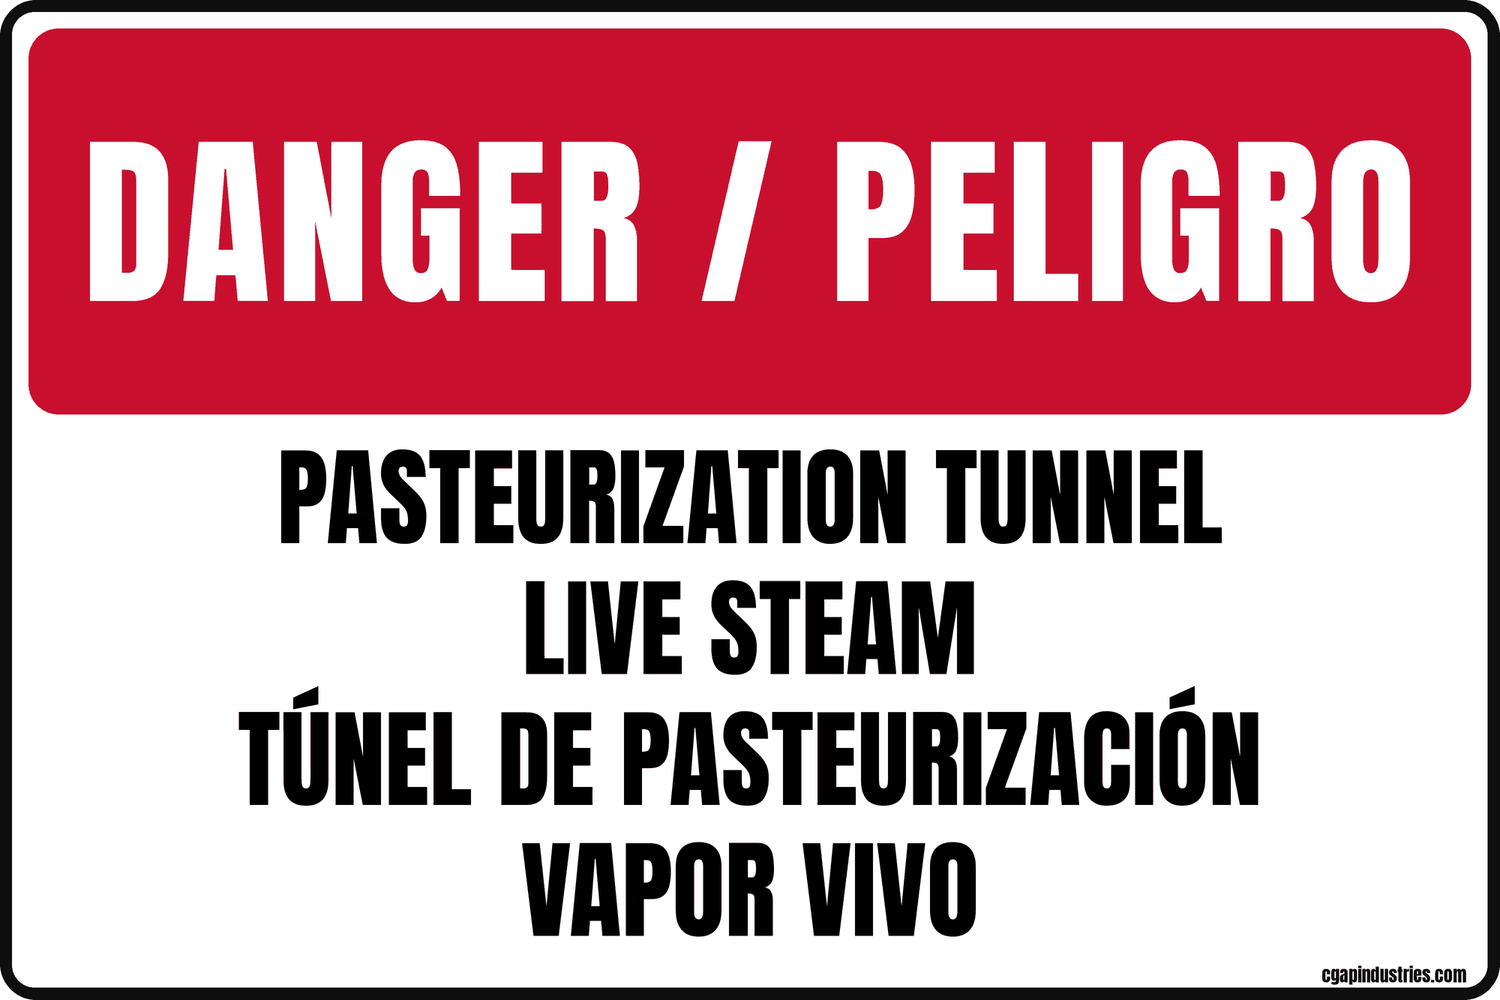 DANGER / PELIGRO
PASTEURIZATION TUNNEL
LIVE STEAM
TÚNEL DE PASTEURIZACIÓN
VAPOR VIVO
cgapindustries.com